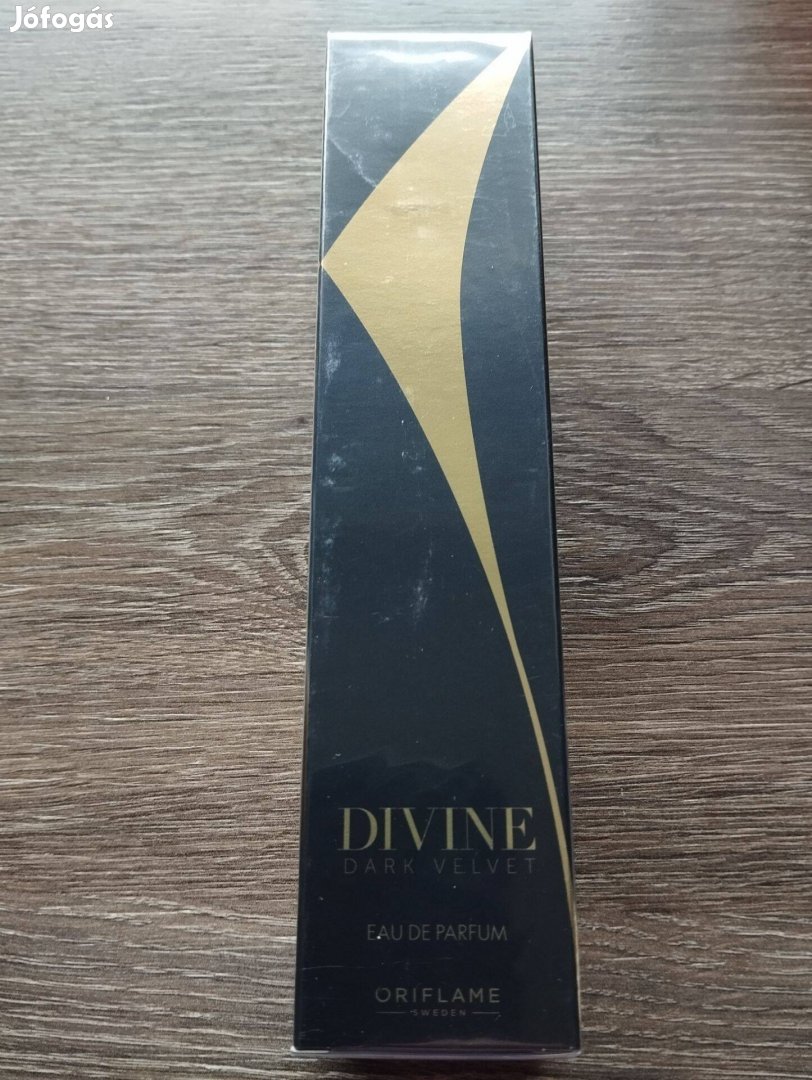 Jófogás
DIVINE
DARK VELVET
EAU DE PARFUM
ORIFLAME
SWEDEN